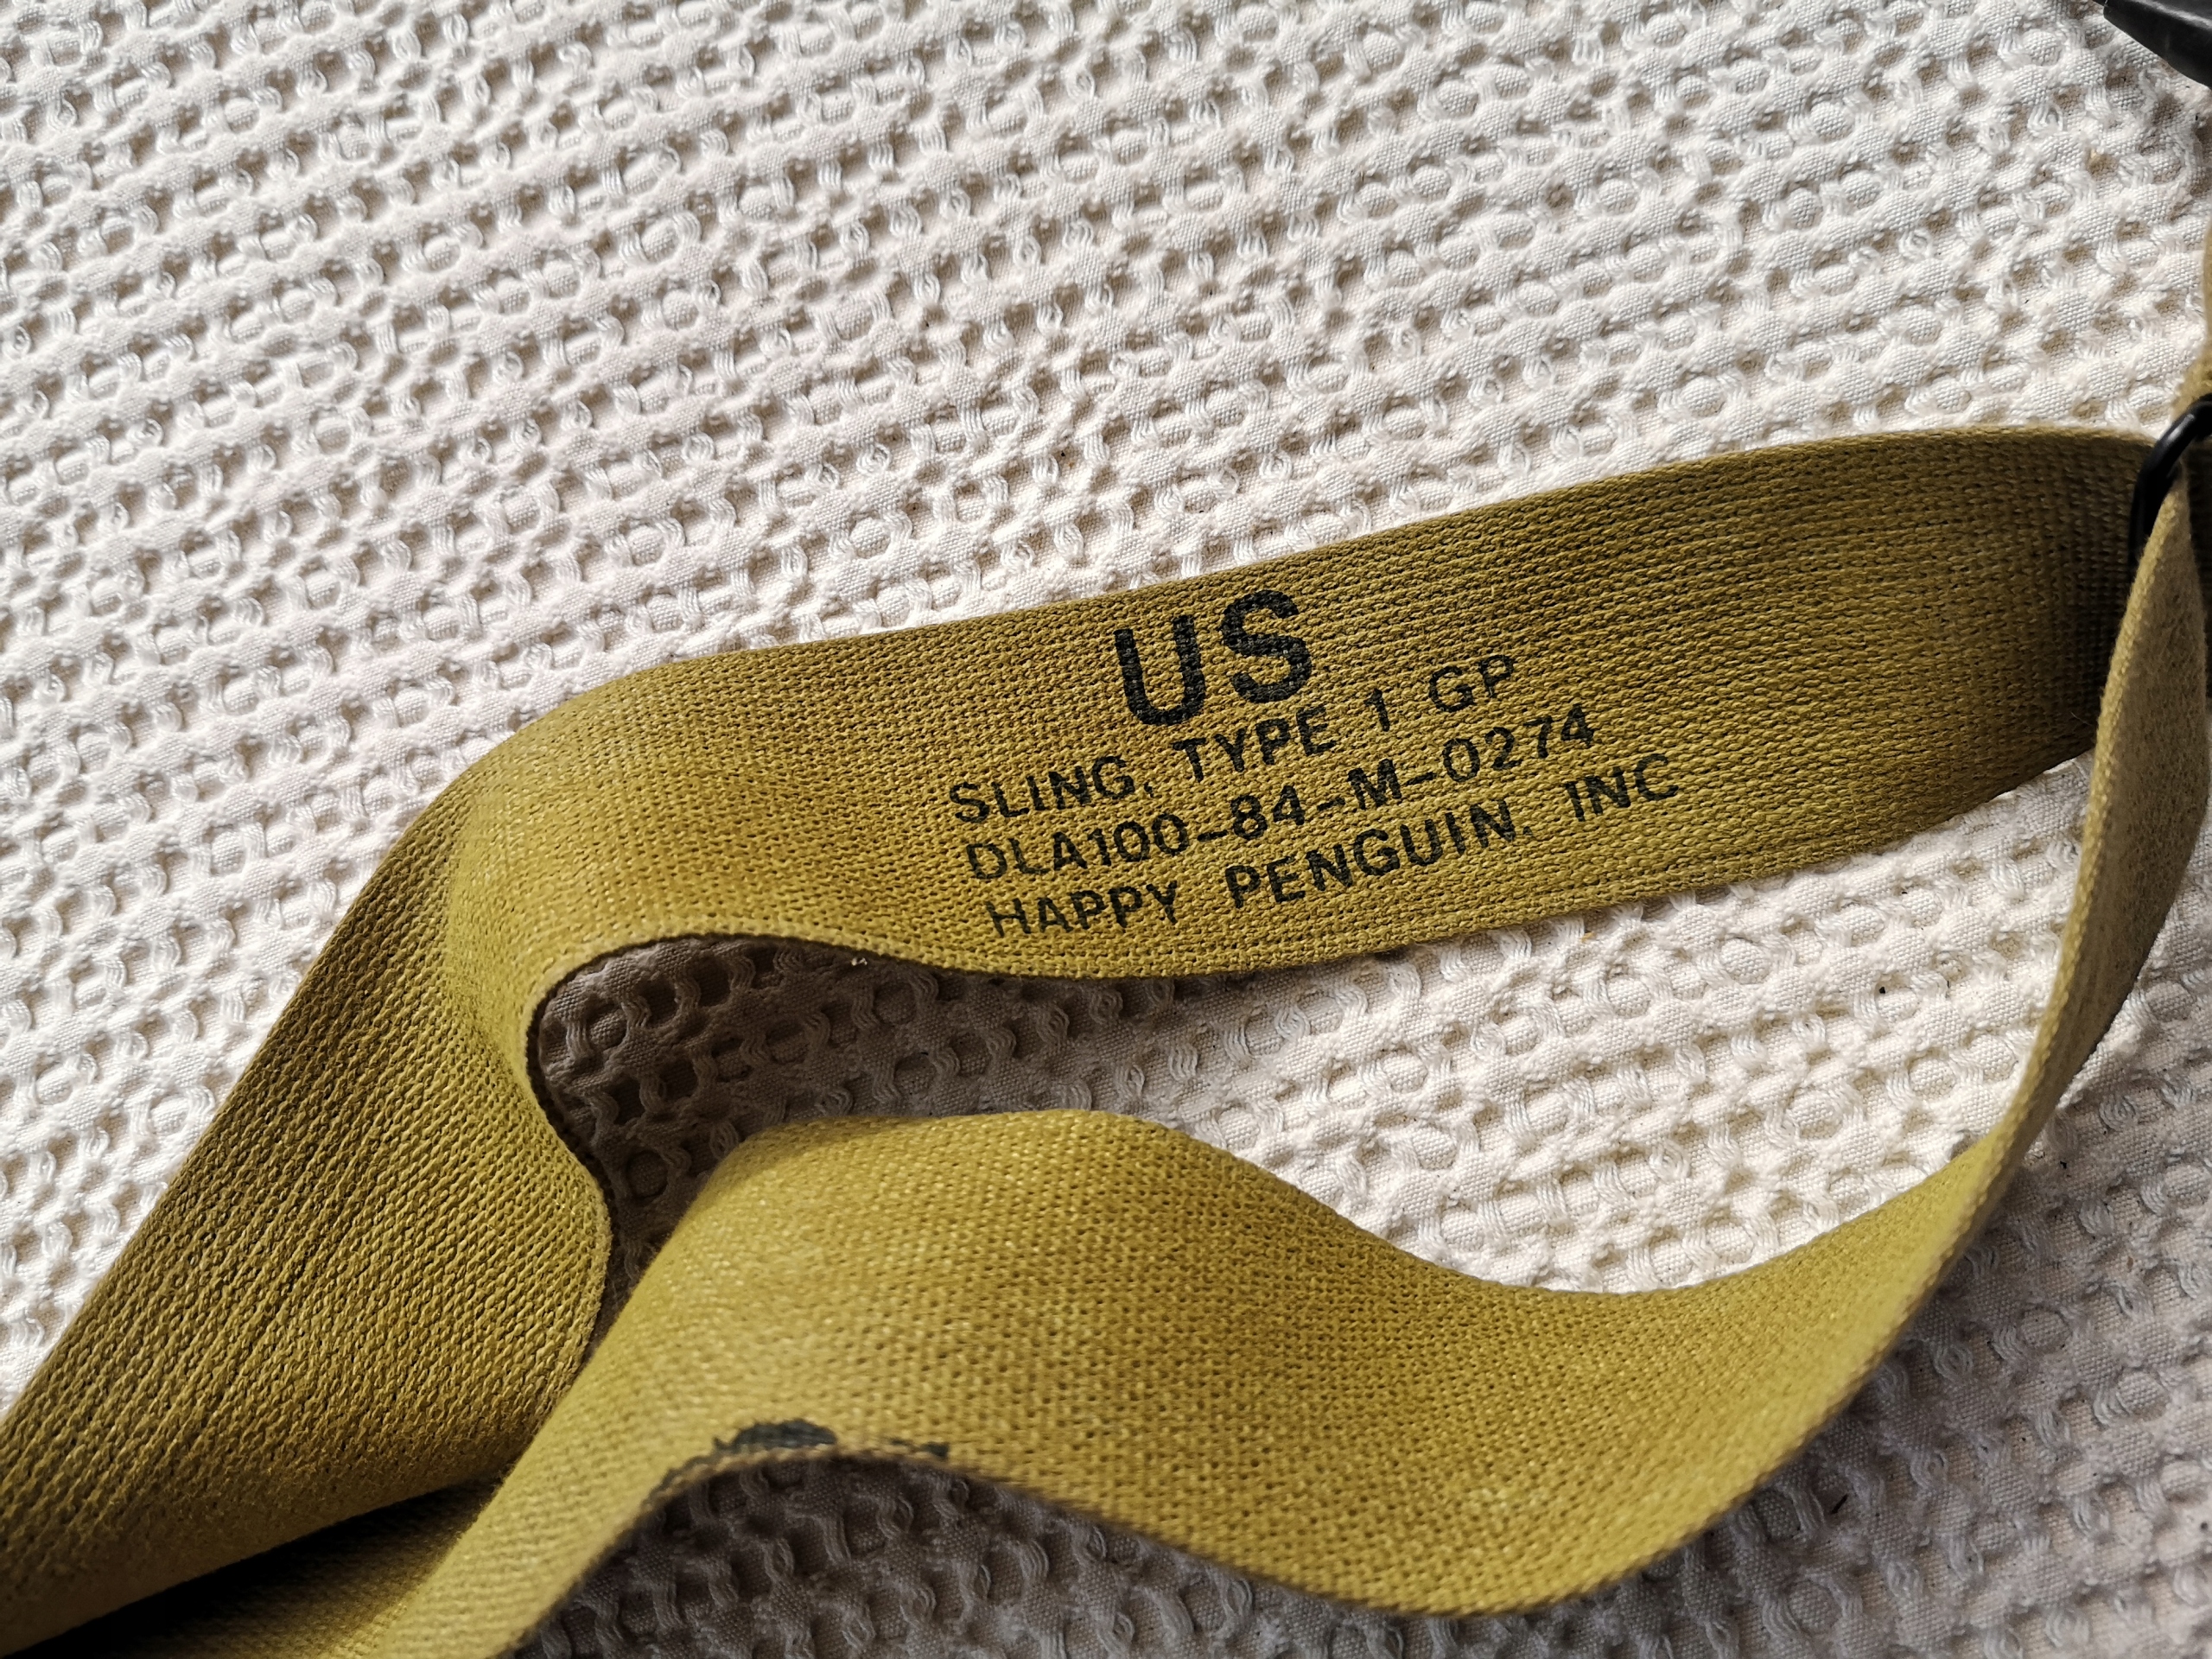 US
SLING, TYPE 1 GP
DLA100-84-M-0274
HAPPY PENGUIN, INC